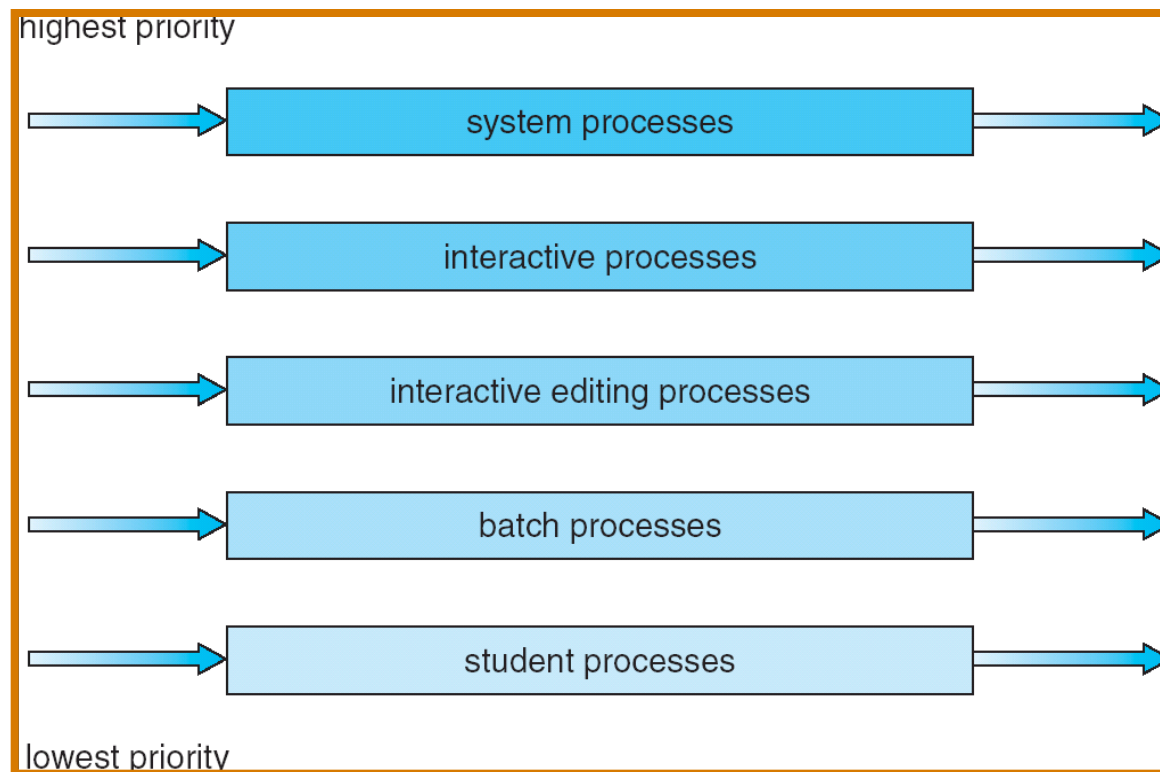 highest priority
system processes
interactive processes
interactive editing processes
batch processes
student processes
lowest priority